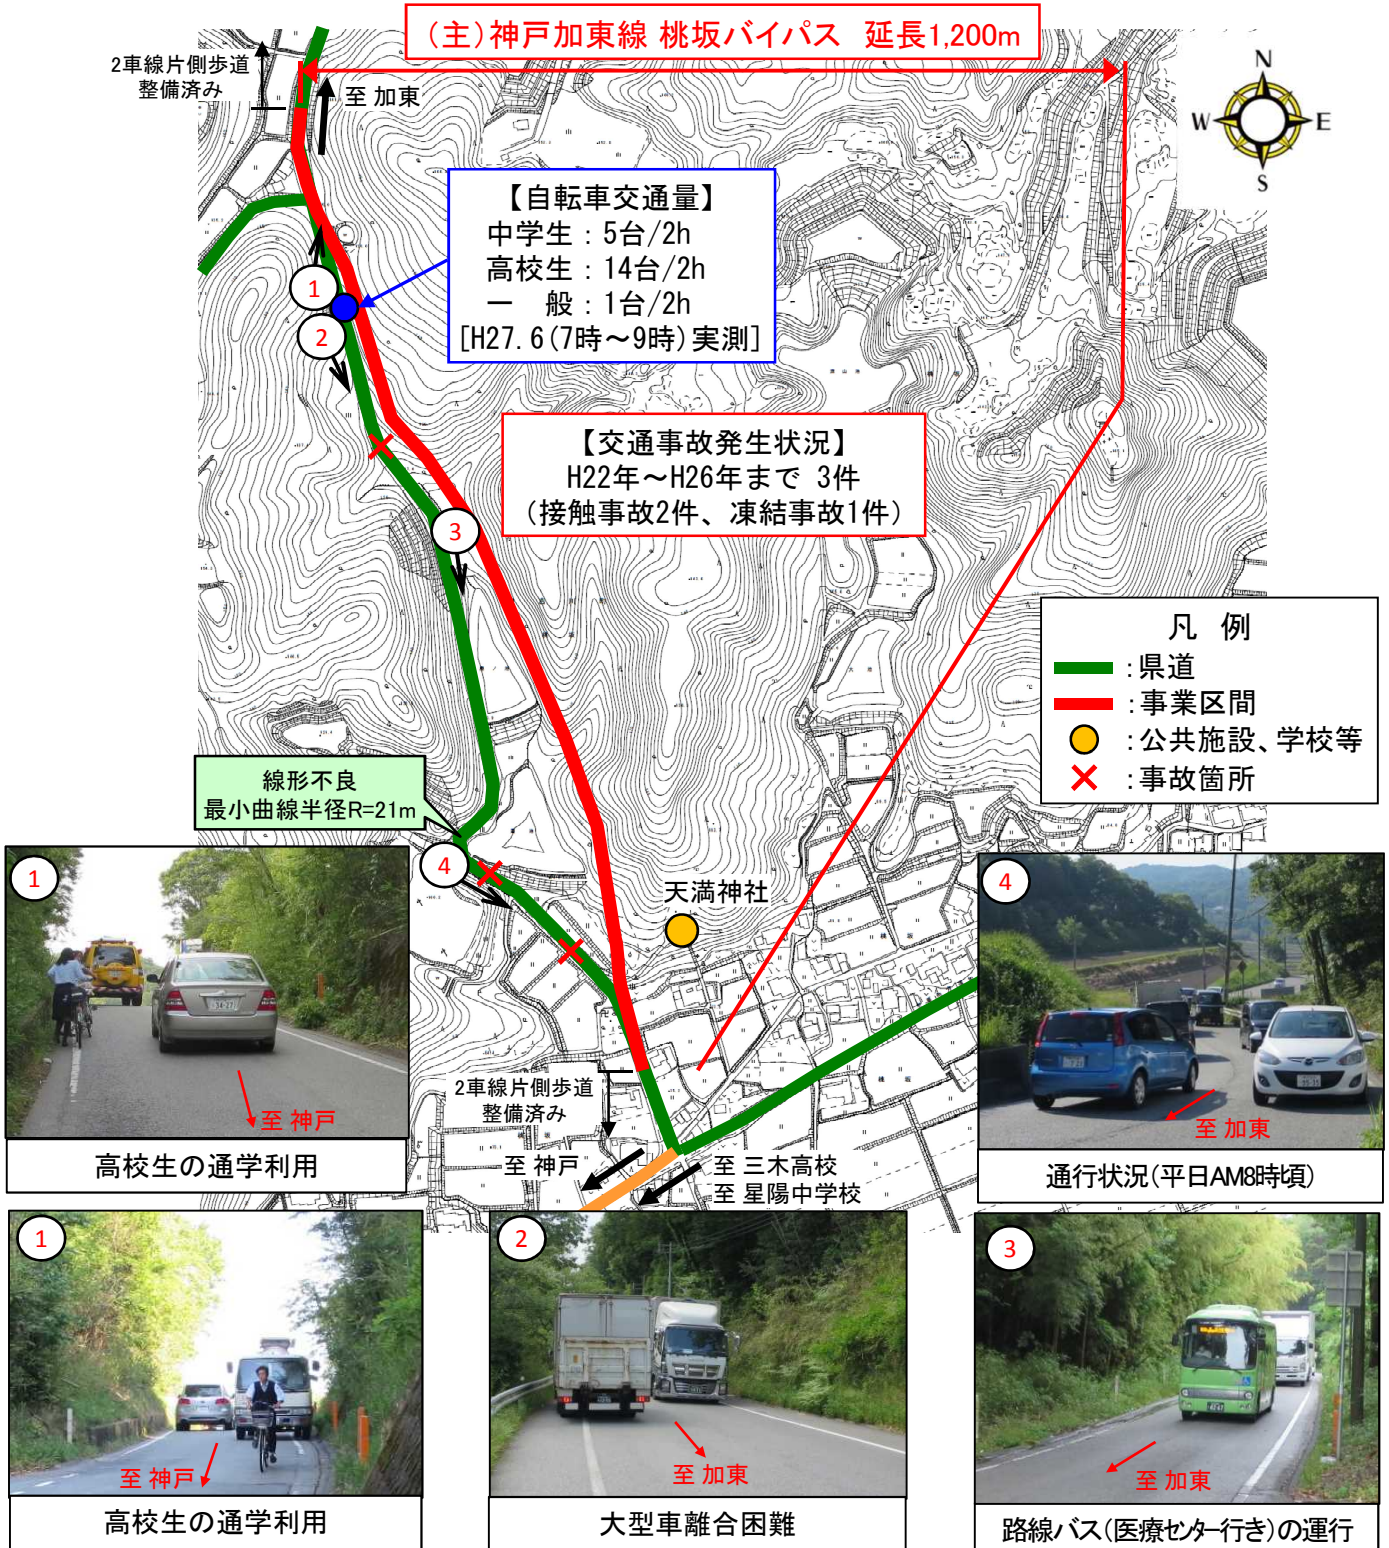 (主)神戸加東線 桃坂バイパス 延長1,200m
2車線片側歩道
整備済み
至 加東
N
W
E
S
【自転車交通量】
中学生：5台/2h
高校生：14台/2h
一　般：1台/2h
[H27.6(7時～9時)実測]
1
2
【交通事故発生状況】
H22年～H26年まで 3件
(接触事故2件、凍結事故1件)
3
凡 例
：県道
：事業区間
：公共施設、学校等
：事故箇所
線形不良
最小曲線半径R=21m
4
天満神社
2車線片側歩道
整備済み
至 神戸
至 三木高校
至 星陽中学校
1
至 神戸
高校生の通学利用
4
至 加東
通行状況(平日AM8時頃)
1
至 神戸
高校生の通学利用
2
至 加東
大型車離合困難
3
至 加東
路線バス(医療センター行き)の運行